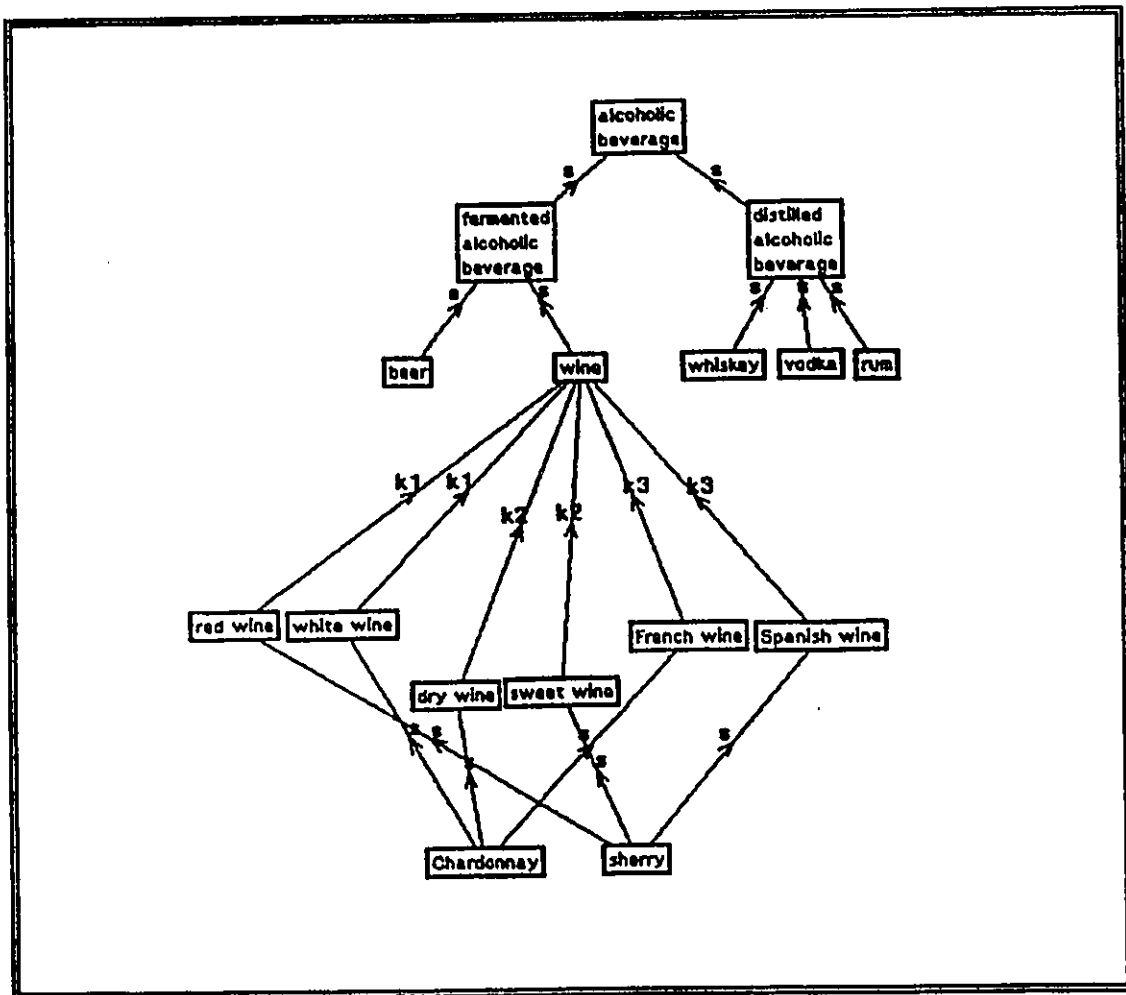 alcoholic
beverage
s
s
fermented
alcoholic
beverage
distilled
alcoholic
beverage
s
s
s
s
s
beer
wine
whiskey
vodka
rum
k1
k1
k2
k2
k3
k3
red wine
white wine
French wine
Spanish wine
dry wine
sweet wine
s
s
s
s
s
s
Chardonnay
sherry